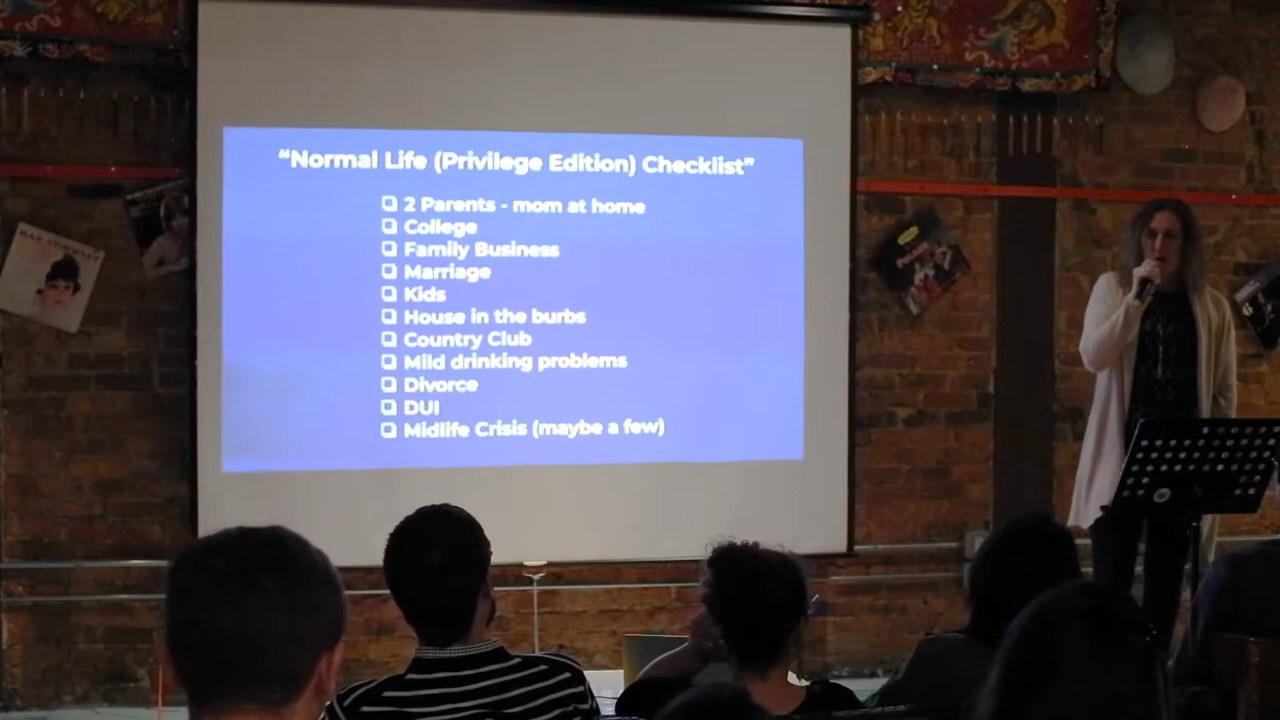 “Normal Life (Privilege Edition) Checklist”
2 Parents - mom at home
College
Family Business
Marriage
Kids
House in the burbs
Country Club
Mild drinking problems
Divorce
DUI
Midlife Crisis (maybe a few)